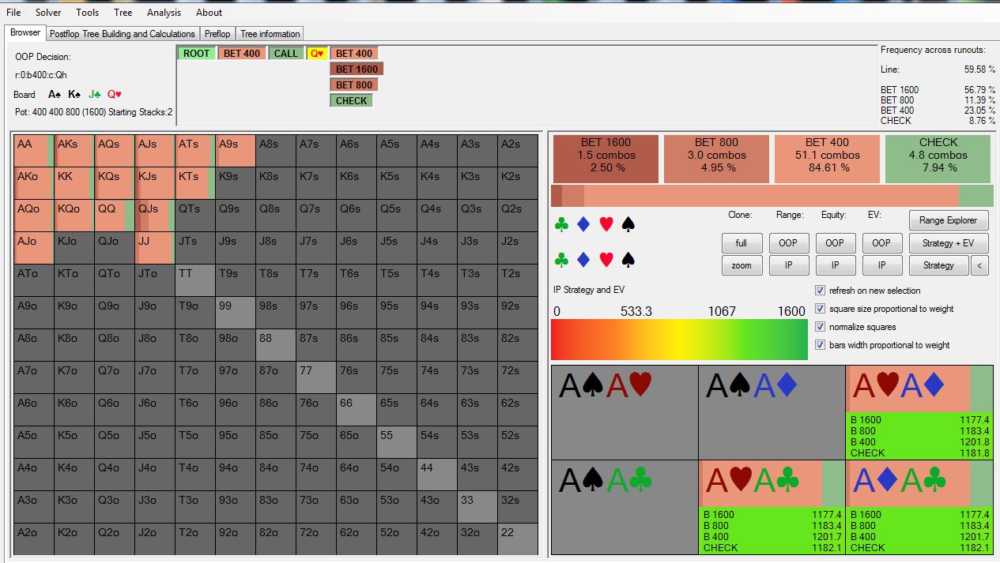 File Solver Tools Tree Analysis About
Browser Postflop Tree Building and Calculations Preflop Tree information
OOP Decision:
r:0:b400:c:Qh
Board A♠ K♠ J♣ Q♥
Pot: 400 400 800 (1600) Starting Stacks:2
ROOT BET 400 CALL Q♥ BET 400
BET 1600
BET 800
CHECK
Frequency across runouts:
Line: 59.58 %
BET 1600 56.79 %
BET 800 11.39 %
BET 400 23.05 %
CHECK 8.76 %
AA AKs AQs AJs ATs A9s A8s A7s A6s A5s A4s A3s A2s
AKo KK KQs KJs KTs K9s K8s K7s K6s K5s K4s K3s K2s
AQo KQo QQ QJs QTs Q9s Q8s Q7s Q6s Q5s Q4s Q3s Q2s
AJo KJo QJo JJ JTs J9s J8s J7s J6s J5s J4s J3s J2s
ATo KTo QTo JTo TT T9s T8s T7s T6s T5s T4s T3s T2s
A9o K9o Q9o J9o T9o 99 98s 97s 96s 95s 94s 93s 92s
A8o K8o Q8o J8o T8o 98o 88 87s 86s 85s 84s 83s 82s
A7o K7o Q7o J7o T7o 97o 87o 77 76s 75s 74s 73s 72s
A6o K6o Q6o J6o T6o 96o 86o 76o 66 65s 64s 63s 62s
A5o K5o Q5o J5o T5o 95o 85o 75o 65o 55 54s 53s 52s
A4o K4o Q4o J4o T4o 94o 84o 74o 64o 54o 44 43s 42s
A3o K3o Q3o J3o T3o 93o 83o 73o 63o 53o 43o 33 32s
A2o K2o Q2o J2o T2o 92o 82o 72o 62o 52o 42o 32o 22
BET 1600 BET 800 BET 400 CHECK
1.5 combos 3.0 combos 51.1 combos 4.8 combos
2.50 % 4.95 % 84.61 % 7.94 %
♣ ♦ ♥ ♠
♣ ♦ ♥ ♠
Clone: Range: Equity: EV: Range Explorer
full OOP OOP OOP Strategy + EV
zoom IP IP IP Strategy <
IP Strategy and EV
0 533.3 1067 1600
refresh on new selection
square size proportional to weight
normalize squares
bars width proportional to weight
A♠A♥ A♠A♦ A♥A♦
B 1600 1177.4
B 800 1183.4
B 400 1201.8
CHECK 1181.8
A♠A♣ A♥A♣ A♦A♣
B 1600 1177.4 B 1600 1177.4
B 800 1183.4 B 800 1183.4
B 400 1201.7 B 400 1201.7
CHECK 1182.1 CHECK 1182.1